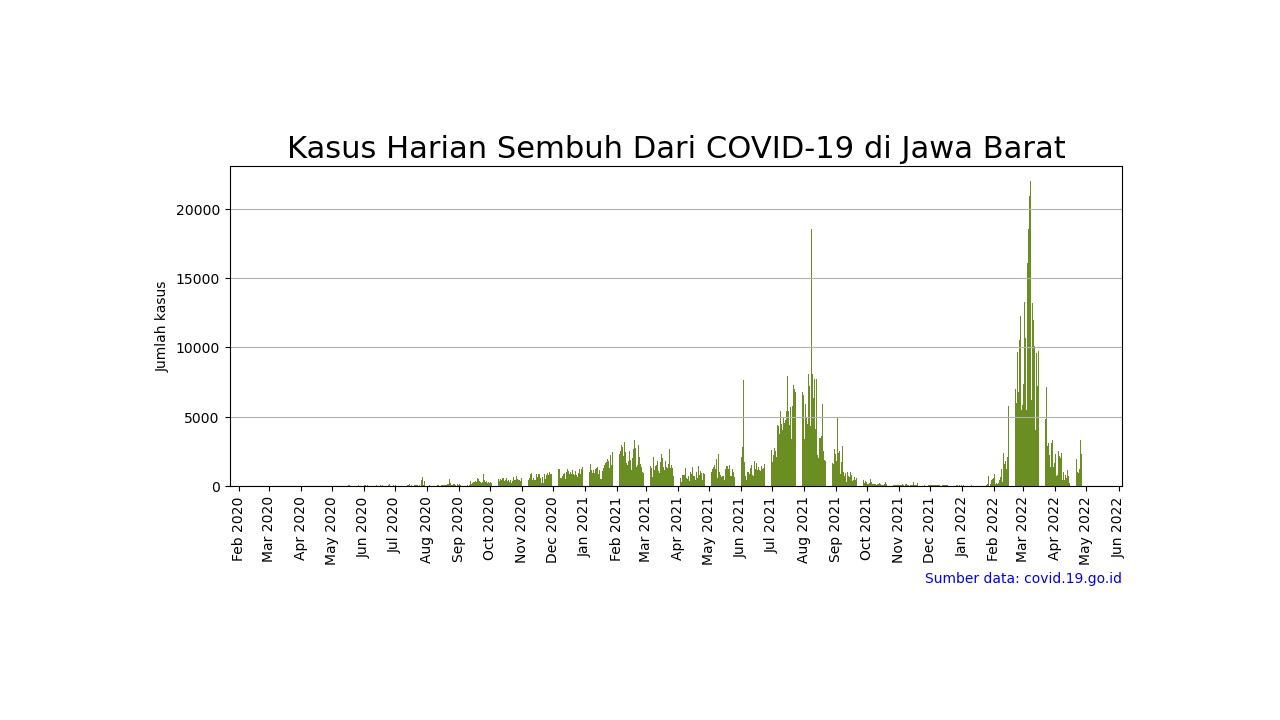 Kasus Harian Sembuh Dari COVID-19 di Jawa Barat
Jumlah kasus
20000
15000
10000
5000
0
Feb 2020
Mar 2020
Apr 2020
May 2020
Jun 2020
Jul 2020
Aug 2020
Sep 2020
Oct 2020
Nov 2020
Dec 2020
Jan 2021
Feb 2021
Mar 2021
Apr 2021
May 2021
Jun 2021
Jul 2021
Aug 2021
Sep 2021
Oct 2021
Nov 2021
Dec 2021
Jan 2022
Feb 2022
Mar 2022
Apr 2022
May 2022
Jun 2022
Sumber data: covid.19.go.id